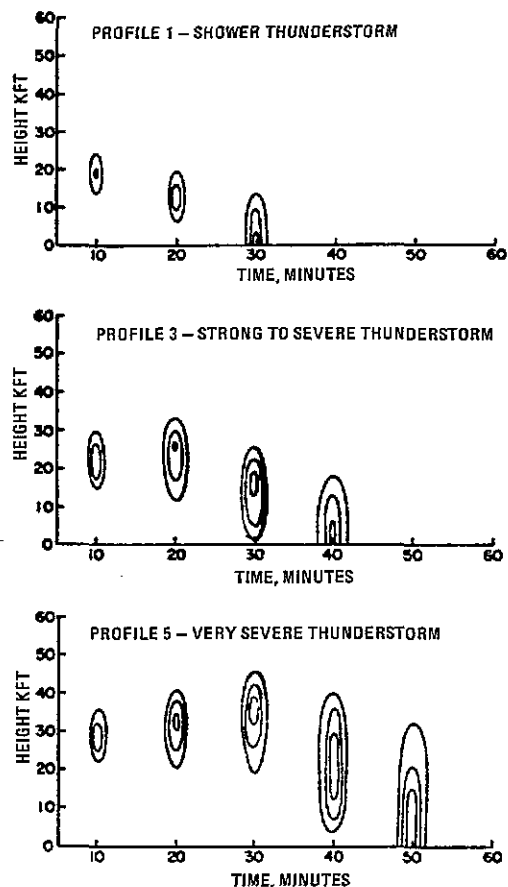 PROFILE 1 – SHOWER THUNDERSTORM
HEIGHT KFT
60
50
40
30
20
10
0
10 20 30 40 50 60
TIME, MINUTES
PROFILE 3 – STRONG TO SEVERE THUNDERSTORM
HEIGHT KFT
60
50
40
30
20
10
0
10 20 30 40 50 60
TIME, MINUTES
PROFILE 5 – VERY SEVERE THUNDERSTORM
HEIGHT KFT
60
50
40
30
20
10
0
10 20 30 40 50 60
TIME, MINUTES